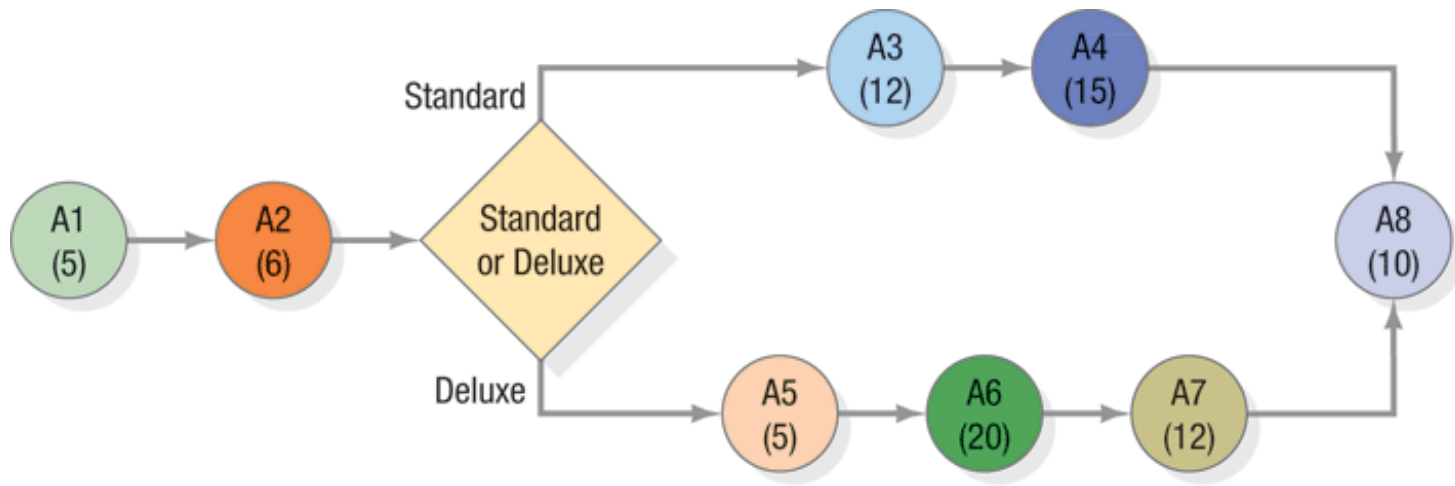 A1
(5)
A2
(6)
Standard
or Deluxe
Standard
A3
(12)
A4
(15)
Deluxe
A5
(5)
A6
(20)
A7
(12)
A8
(10)